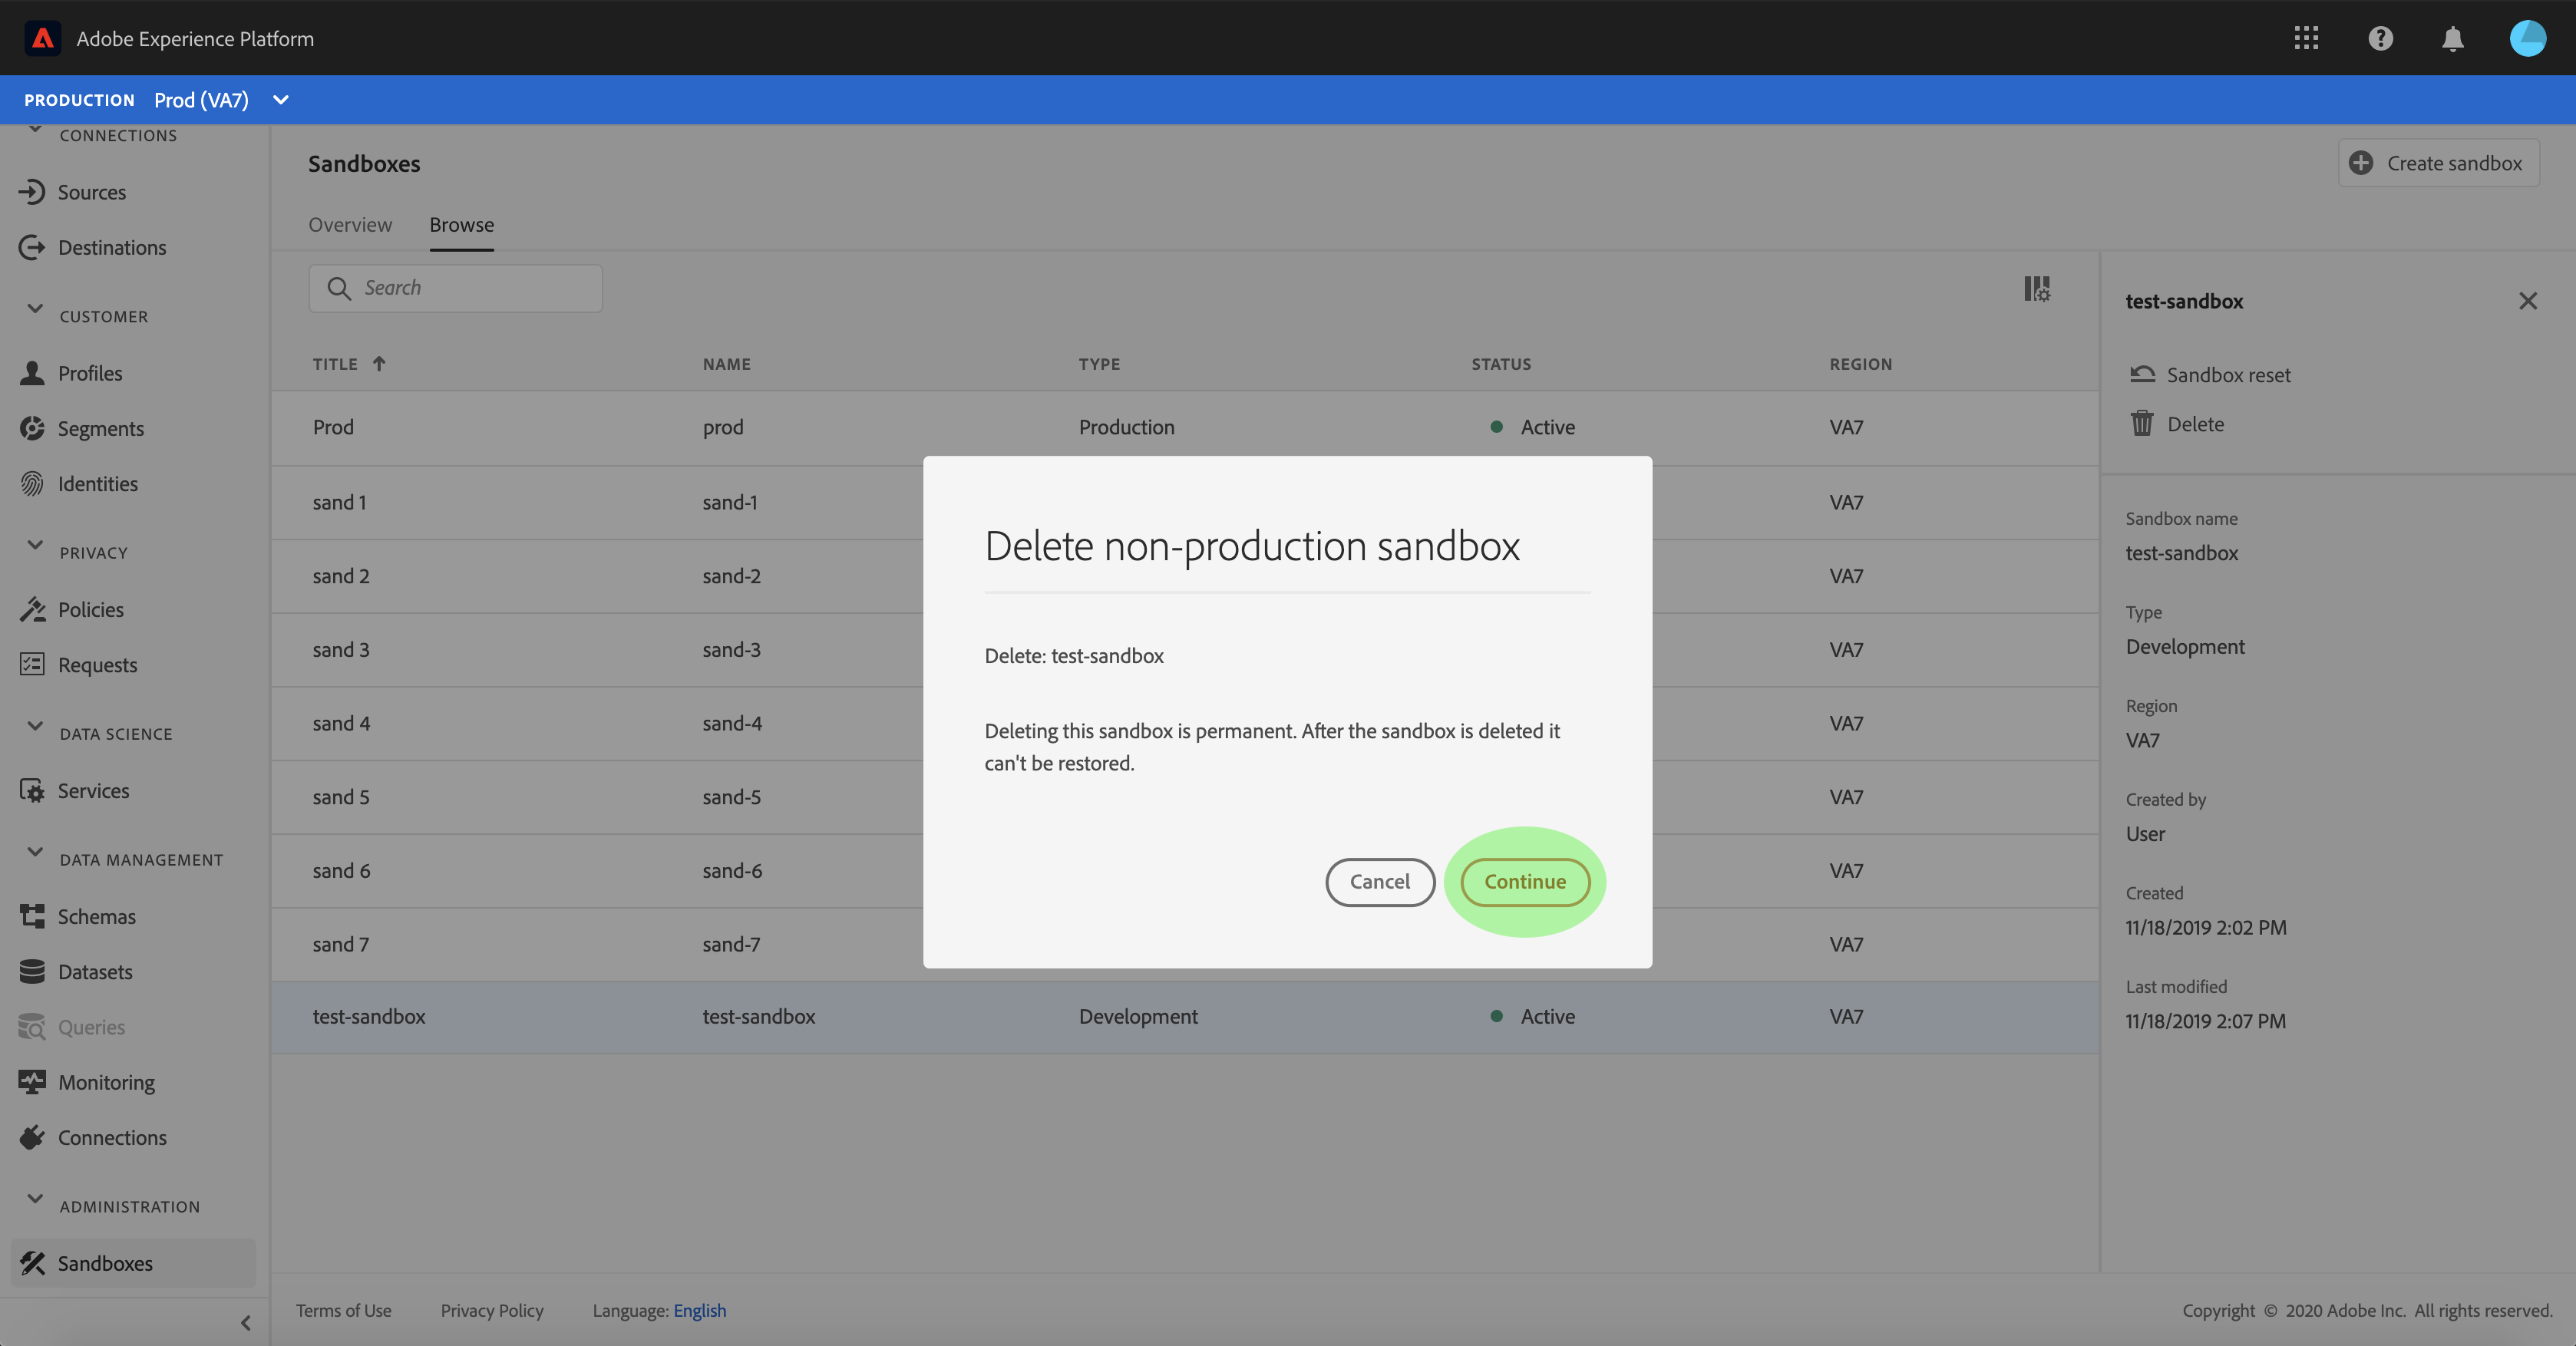 Adobe Experience Platform
PRODUCTION Prod (VA7)
CONNECTIONS
Sources
Destinations
CUSTOMER
Profiles
Segments
Identities
PRIVACY
Policies
Requests
DATA SCIENCE
Services
DATA MANAGEMENT
Schemas
Datasets
Queries
Monitoring
Connections
ADMINISTRATION
Sandboxes
Sandboxes
Create sandbox
Overview Browse
Search
TITLE NAME TYPE STATUS REGION
Prod prod Production Active VA7
sand 1 sand-1 VA7
sand 2 sand-2 VA7
sand 3 sand-3 VA7
sand 4 sand-4 VA7
sand 5 sand-5 VA7
sand 6 sand-6 VA7
sand 7 sand-7 VA7
test-sandbox test-sandbox Development Active VA7
Delete non-production sandbox
Delete: test-sandbox
Deleting this sandbox is permanent. After the sandbox is deleted it
can't be restored.
Cancel Continue
test-sandbox
Sandbox reset
Delete
Sandbox name
test-sandbox
Type
Development
Region
VA7
Created by
User
Created
11/18/2019 2:02 PM
Last modified
11/18/2019 2:07 PM
Terms of Use Privacy Policy Language: English
Copyright © 2020 Adobe Inc. All rights reserved.